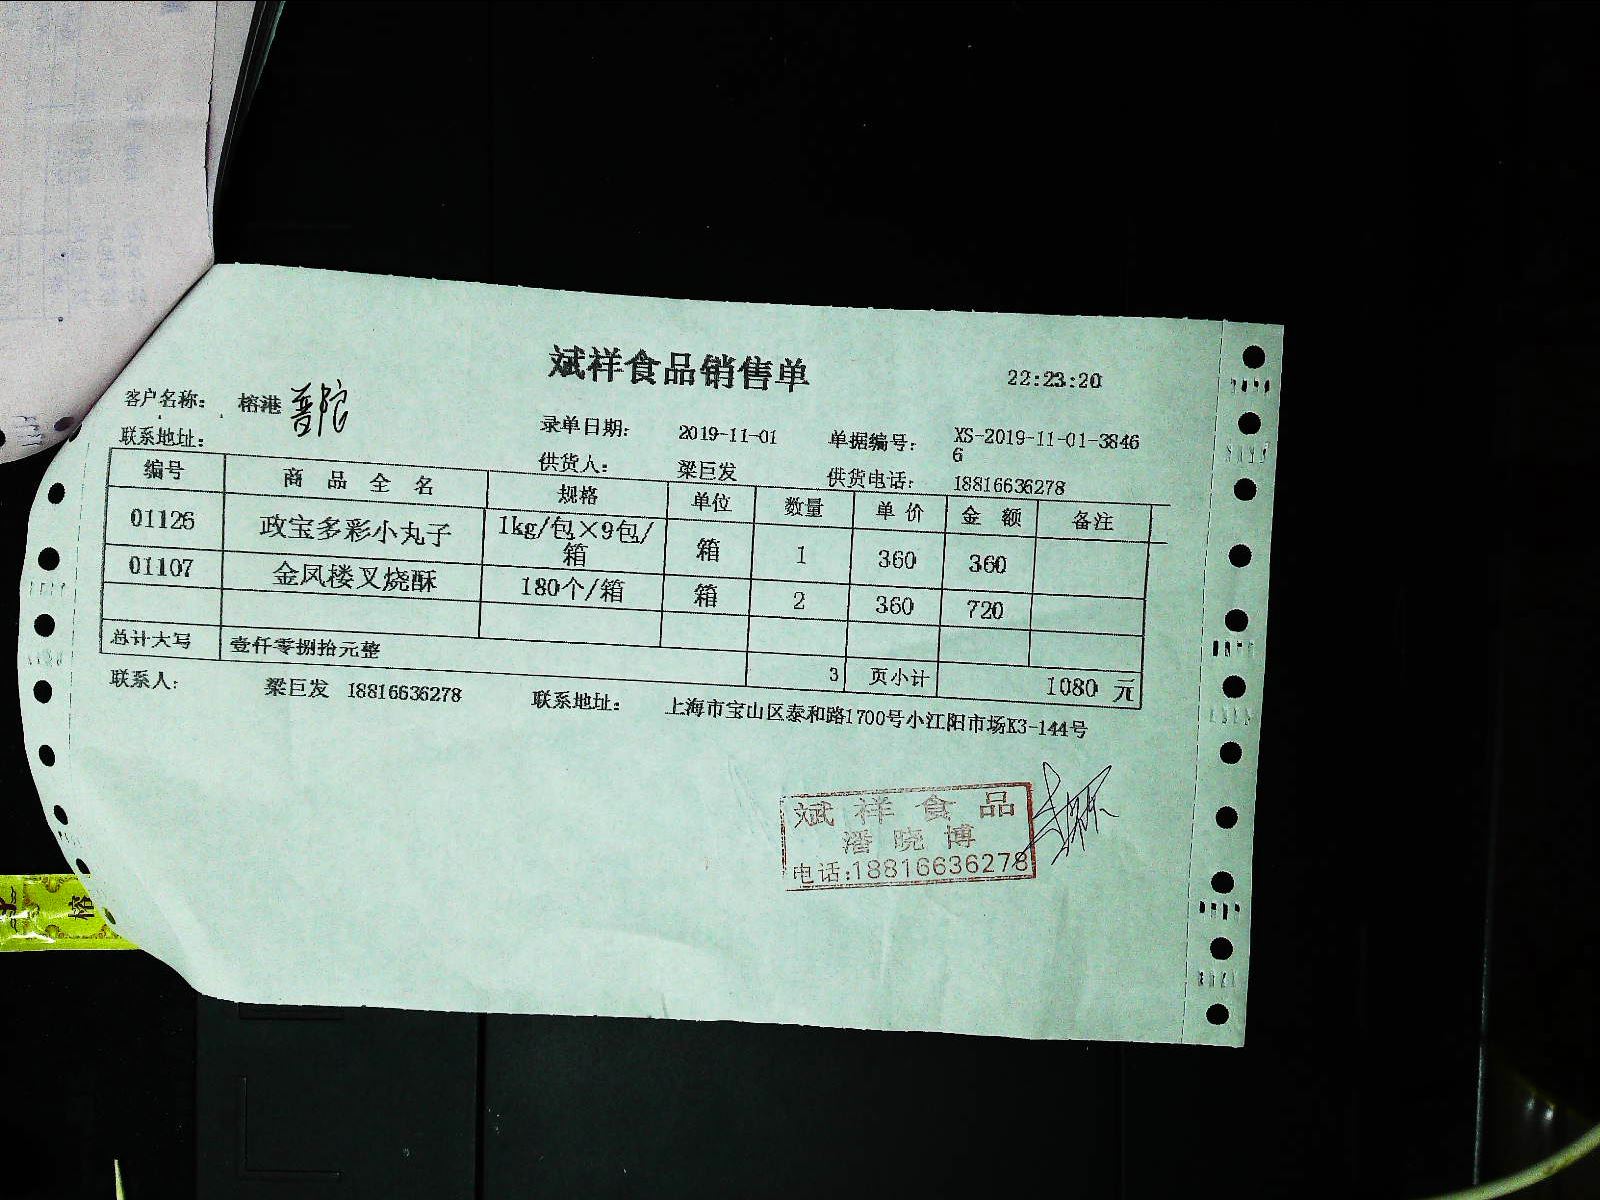 斌祥食品销售单 22:23:20
客户名称: 榕港 普陀
录单日期: 2019-11-01 单据编号: XS-2019-11-01-3846
6
联系地址:
供货人: 梁巨发 供货电话: 18816636278
编号 商品全名 规格 单位 数量 单价 金额 备注
01126 政宝多彩小丸子 1kg/包×9包/
箱 箱 1 360 360
01107 金凤楼叉烧酥 180个/箱 箱 2 360 720
总计大写 壹仟零捌拾元整 3 页小计 1080 元
联系人: 梁巨发 18816636278 联系地址: 上海市宝山区泰和路1700号小江阳市场K3-144号
斌祥食品
潘晓博
电话:18816636278
榕